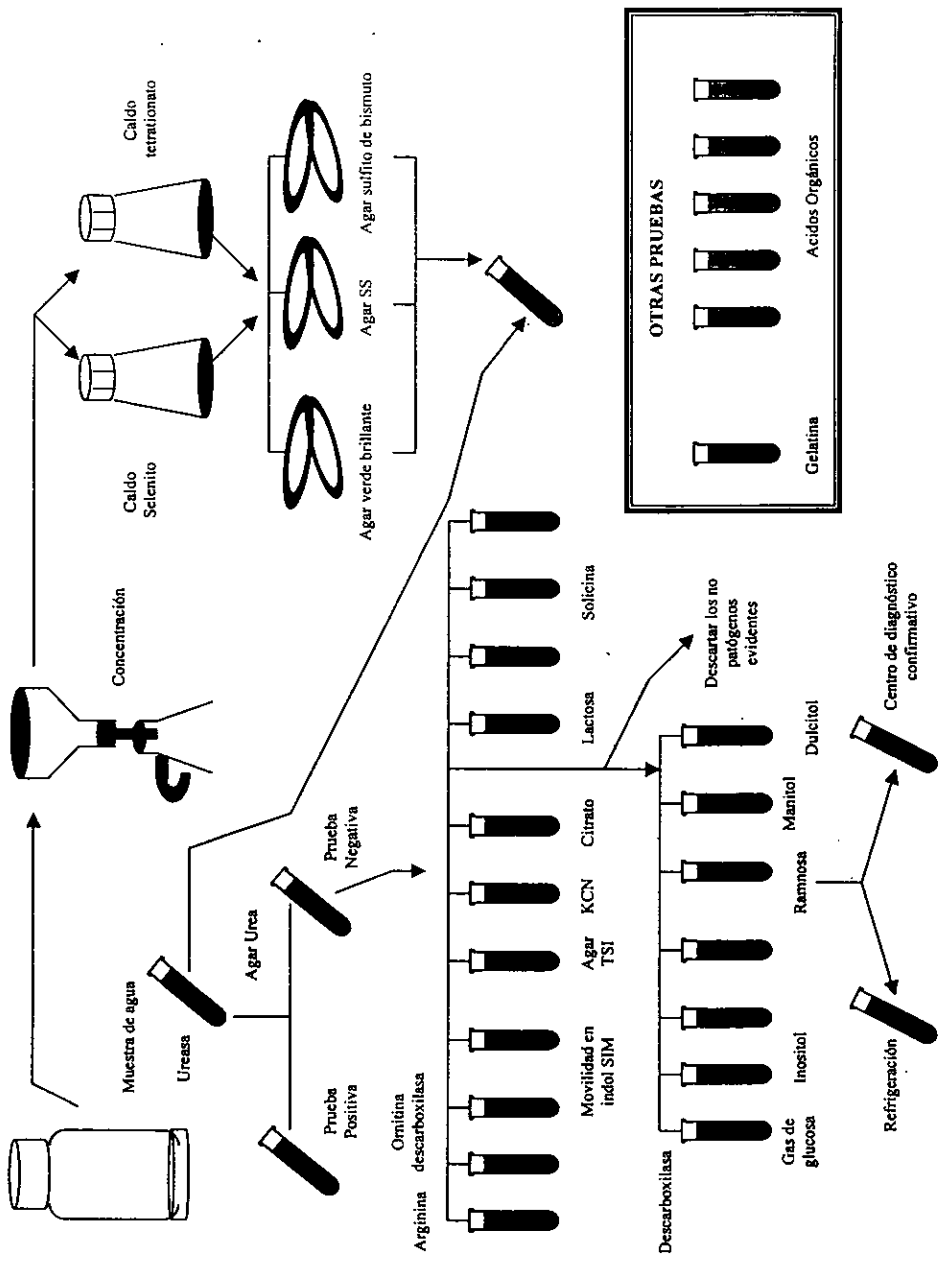 Muestra de agua
Concentración
Caldo
Selenito
Caldo
tetrationato
Agar verde brillante
Agar SS
Agar sulfito de bismuto
Ureasa
Agar Urea
Prueba
Positiva
Prueba
Negativa
Arginina
Ornitina
descarboxilasa
Movilidad en
indol SIM
Agar
TSI
KCN
Citrato
Lactosa
Solicina
Descartar los no
patógenos
evidentes
Descarboxilasa
Gas de
glucosa
Inositol
Ramnosa
Manitol
Dulcitol
Refrigeración
Centro de diagnóstico
confirmativo
OTRAS PRUEBAS
Gelatina
Acidos Orgánicos